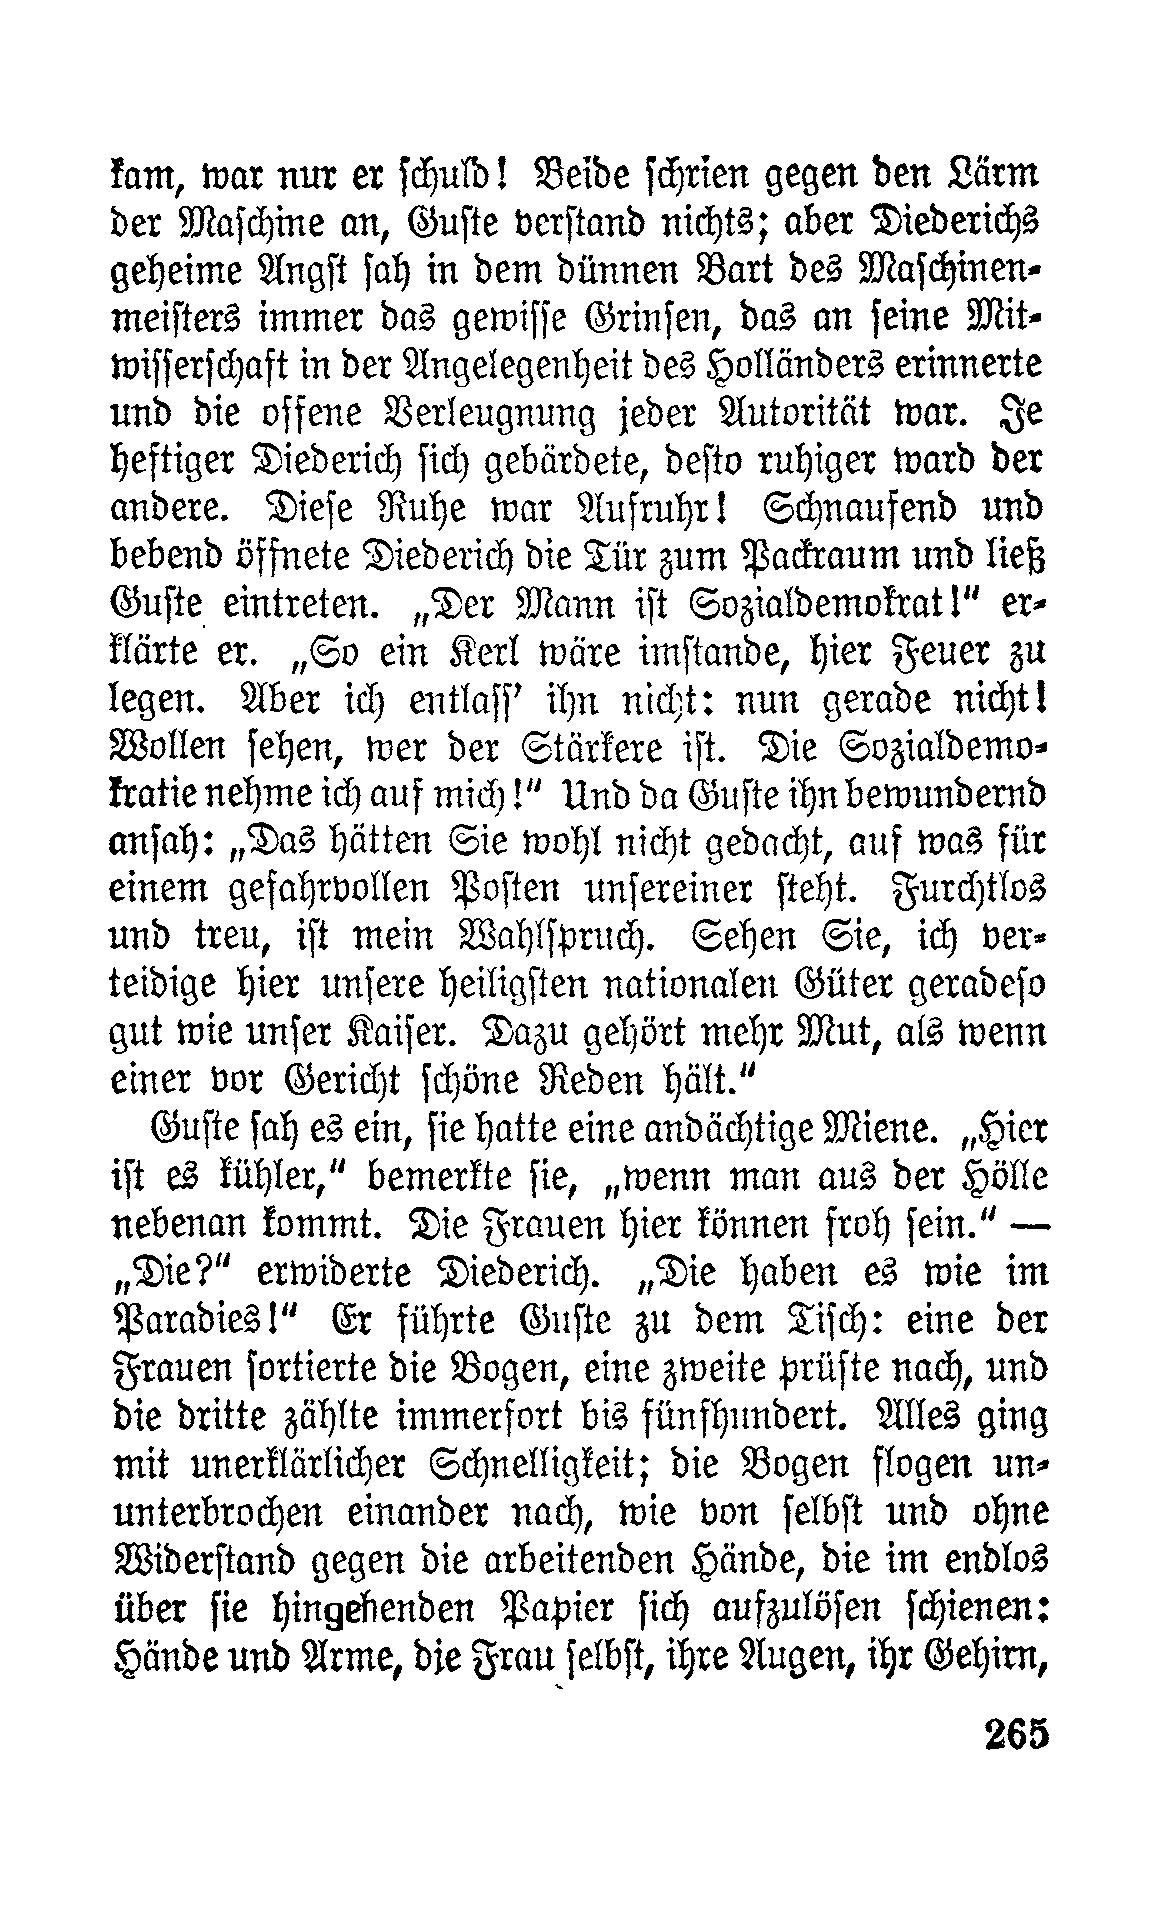 kam, war nur er ſchuld! Beide ſchrien gegen den Lärm
der Maſchine an, Guſte verſtand nichts; aber Diederichs
geheime Angſt ſah in dem dünnen Bart des Maſchinen-
meiſters immer das gewiſſe Grinſen, das an ſeine Mit-
wiſſerſchaft in der Angelegenheit des Holländers erinnerte
und die offene Verleugnung jeder Autorität war. Je
heftiger Diederich ſich gebärdete, deſto ruhiger ward der
andere. Dieſe Ruhe war Aufruhr! Schnaufend und
bebend öffnete Diederich die Tür zum Packraum und ließ
Guſte eintreten. „Der Mann iſt Sozialdemokrat!“ er-
klärte er. „So ein Kerl wäre imſtande, hier Feuer zu
legen. Aber ich entlaſſ’ ihn nicht: nun gerade nicht!
Wollen ſehen, wer der Stärkere iſt. Die Sozialdemo-
kratie nehme ich auf mich!“ Und da Guſte ihn bewundernd
anſah: „Das hätten Sie wohl nicht gedacht, auf was für
einem gefahrvollen Poſten unſereiner ſteht. Furchtlos
und treu, iſt mein Wahlſpruch. Sehen Sie, ich ver-
teidige hier unſere heiligſten nationalen Güter geradeſo
gut wie unſer Kaiſer. Dazu gehört mehr Mut, als wenn
einer vor Gericht ſchöne Reden hält.“
Guſte ſah es ein, ſie hatte eine andächtige Miene. „Hier
iſt es kühler,“ bemerkte ſie, „wenn man aus der Hölle
nebenan kommt. Die Frauen hier können froh ſein.“ —
„Die?“ erwiderte Diederich. „Die haben es wie im
Paradies!“ Er führte Guſte zu dem Tiſch: eine der
Frauen ſortierte die Bogen, eine zweite prüfte nach, und
die dritte zählte immerfort bis fünfhundert. Alles ging
mit unerklärlicher Schnelligkeit; die Bogen flogen un-
unterbrochen einander nach, wie von ſelbſt und ohne
Widerſtand gegen die arbeitenden Hände, die im endlos
über ſie hingehenden Papier ſich aufzulöſen ſchienen:
Hände und Arme, die Frau ſelbſt, ihre Augen, ihr Gehirn,
265